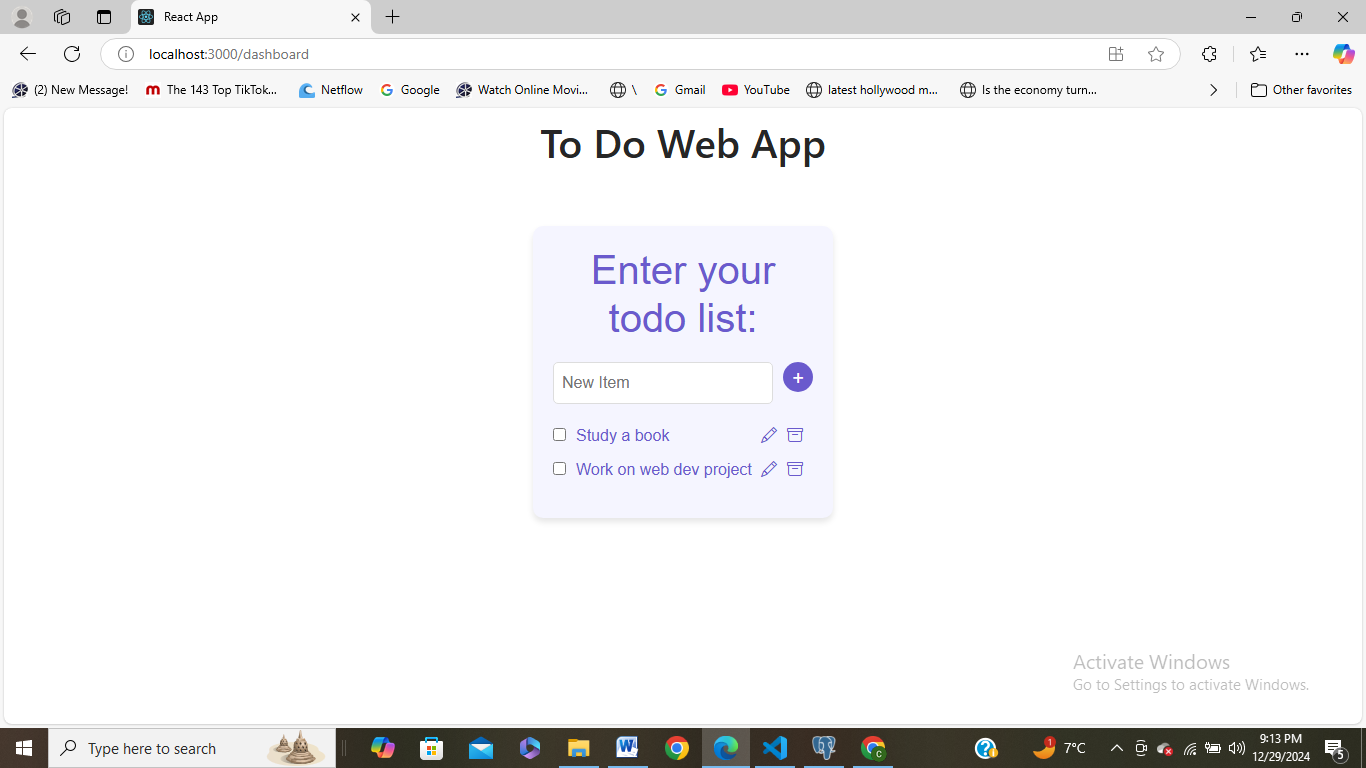 React App
localhost:3000/dashboard
(2) New Message!
The 143 Top TikTok...
Netflow
Google
Watch Online Movi...
\
Gmail
YouTube
latest hollywood m...
Is the economy turn...
Other favorites
To Do Web App
Enter your
todo list:
New Item
+
Study a book
Work on web dev project
Activate Windows
Go to Settings to activate Windows.
Type here to search
1
7°C
9:13 PM
12/29/2024
5